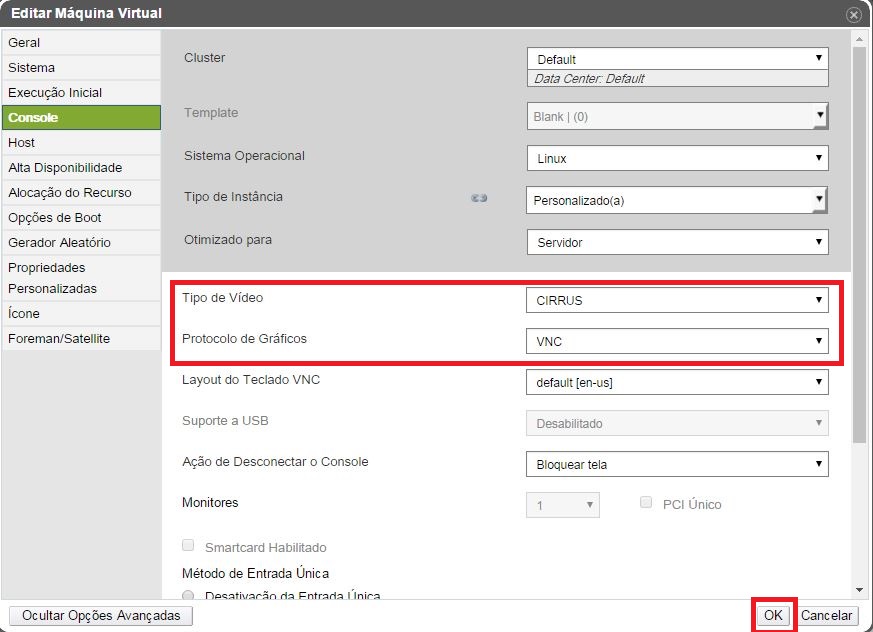 Editar Máquina Virtual
Geral
Sistema
Execução Inicial
Console
Host
Alta Disponibilidade
Alocação do Recurso
Opções de Boot
Gerador Aleatório
Propriedades
Personalizadas
Ícone
Foreman/Satellite
Cluster
Default
Data Center: Default
Template
Blank | (0)
Sistema Operacional
Linux
Tipo de Instância
Personalizado(a)
Otimizado para
Servidor
Tipo de Vídeo
CIRRUS
Protocolo de Gráficos
VNC
Layout do Teclado VNC
default [en-us]
Suporte a USB
Desabilitado
Ação de Desconectar o Console
Bloquear tela
Monitores
1
PCI Único
Smartcard Habilitado
Método de Entrada Única
Desativação da Entrada Única
Ocultar Opções Avançadas
OK
Cancelar